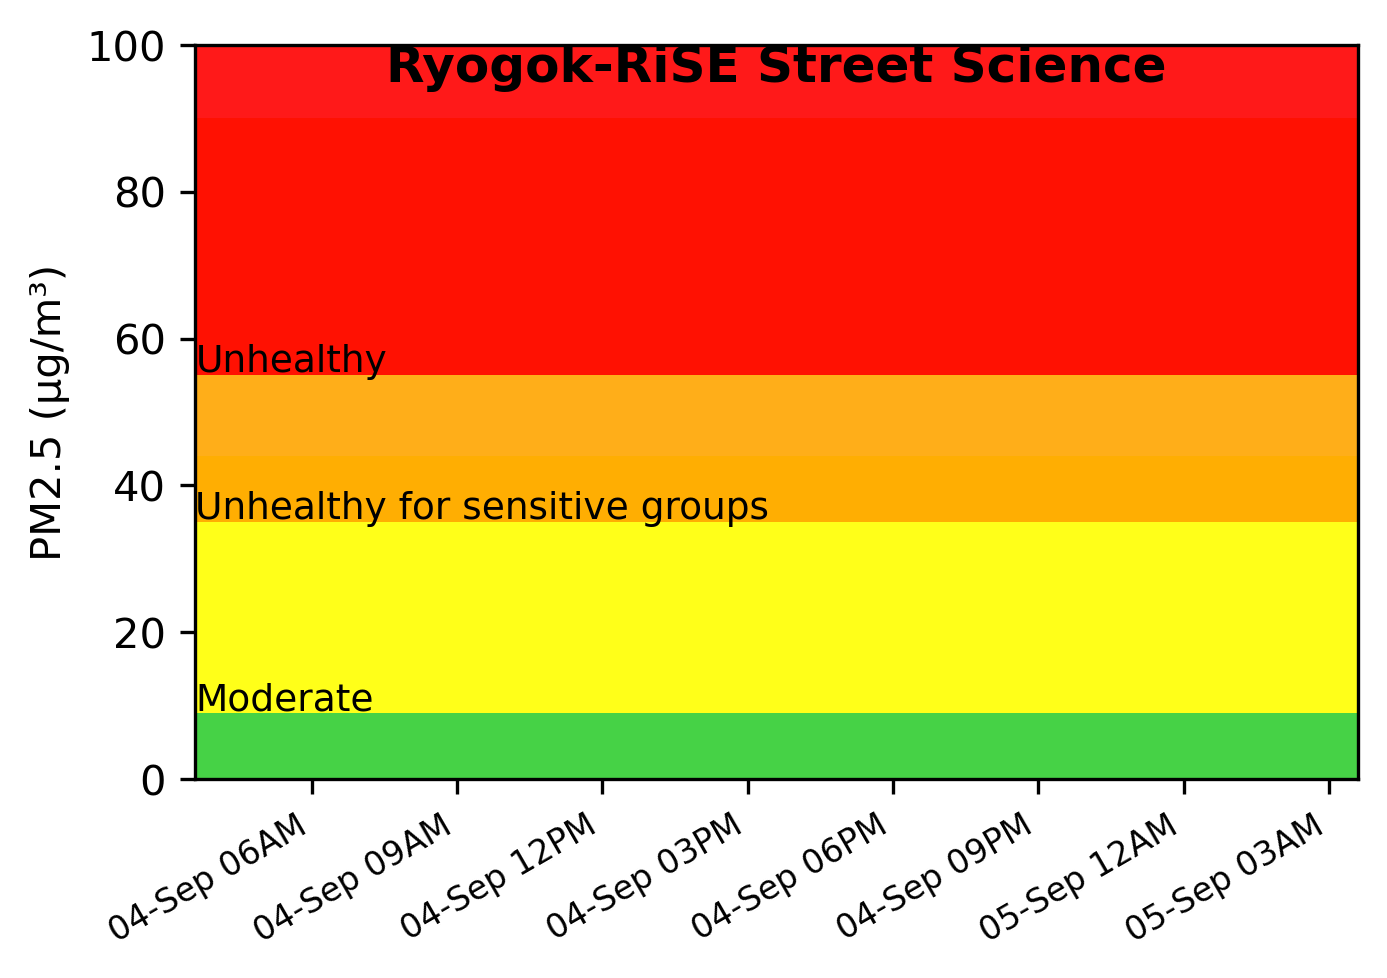 Ryogok-RiSE Street Science
100
80
60
40
20
0
PM2.5 (µg/m³)
Unhealthy
Unhealthy for sensitive groups
Moderate
04-Sep 06AM
04-Sep 09AM
04-Sep 12PM
04-Sep 03PM
04-Sep 06PM
04-Sep 09PM
05-Sep 12AM
05-Sep 03AM